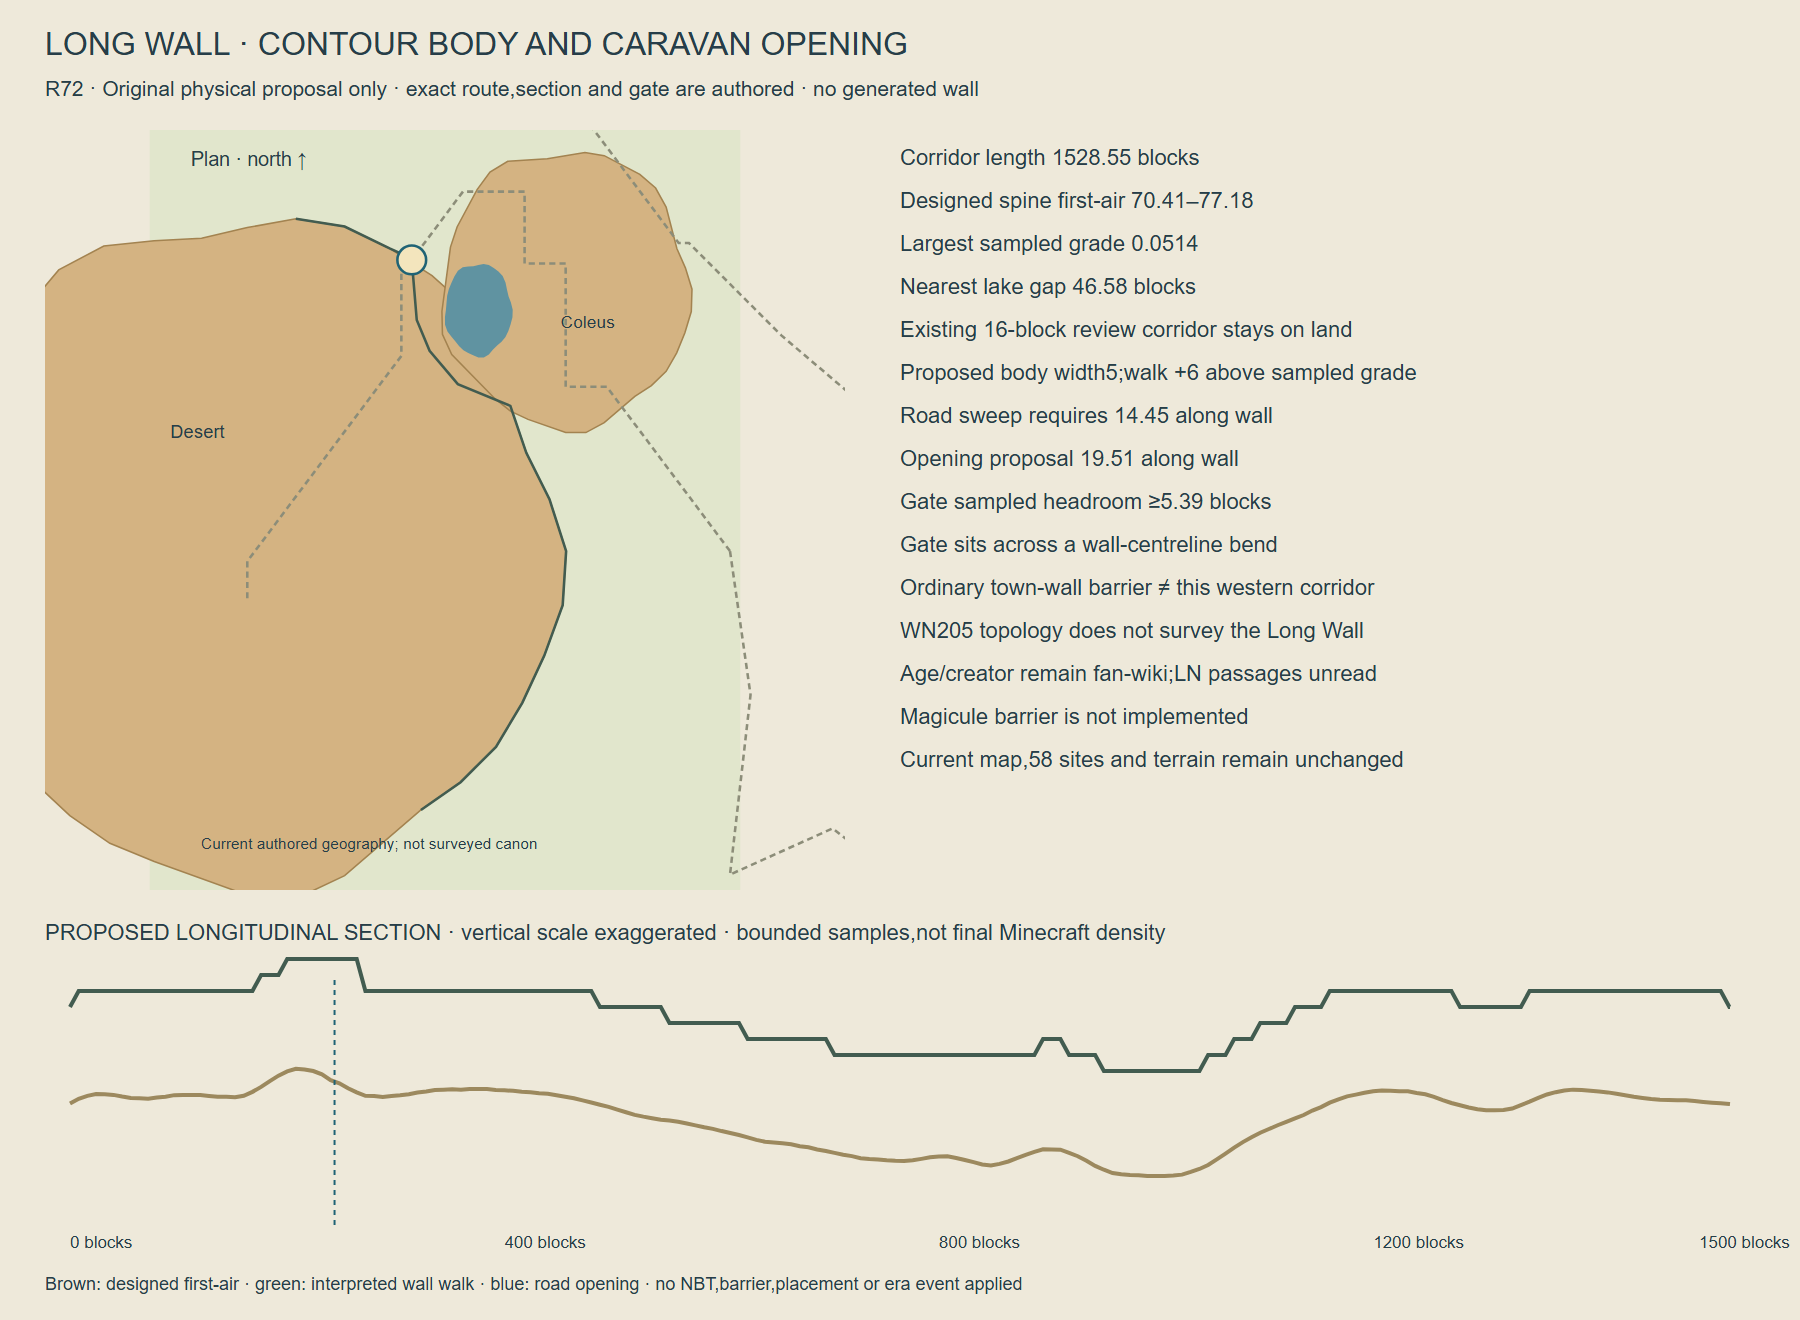 LONG WALL · CONTOUR BODY AND CARAVAN OPENING
R72 · Original physical proposal only · exact route,section and gate are authored · no generated wall
Plan · north ↑
Coleus
Desert
Current authored geography; not surveyed canon
Corridor length 1528.55 blocks
Designed spine first-air 70.41–77.18
Largest sampled grade 0.0514
Nearest lake gap 46.58 blocks
Existing 16-block review corridor stays on land
Proposed body width5;walk +6 above sampled grade
Road sweep requires 14.45 along wall
Opening proposal 19.51 along wall
Gate sampled headroom ≥5.39 blocks
Gate sits across a wall-centreline bend
Ordinary town-wall barrier ≠ this western corridor
WN205 topology does not survey the Long Wall
Age/creator remain fan-wiki;LN passages unread
Magicule barrier is not implemented
Current map,58 sites and terrain remain unchanged
PROPOSED LONGITUDINAL SECTION · vertical scale exaggerated · bounded samples,not final Minecraft density
0 blocks
400 blocks
800 blocks
1200 blocks
1500 blocks
Brown: designed first-air · green: interpreted wall walk · blue: road opening · no NBT,barrier,placement or era event applied